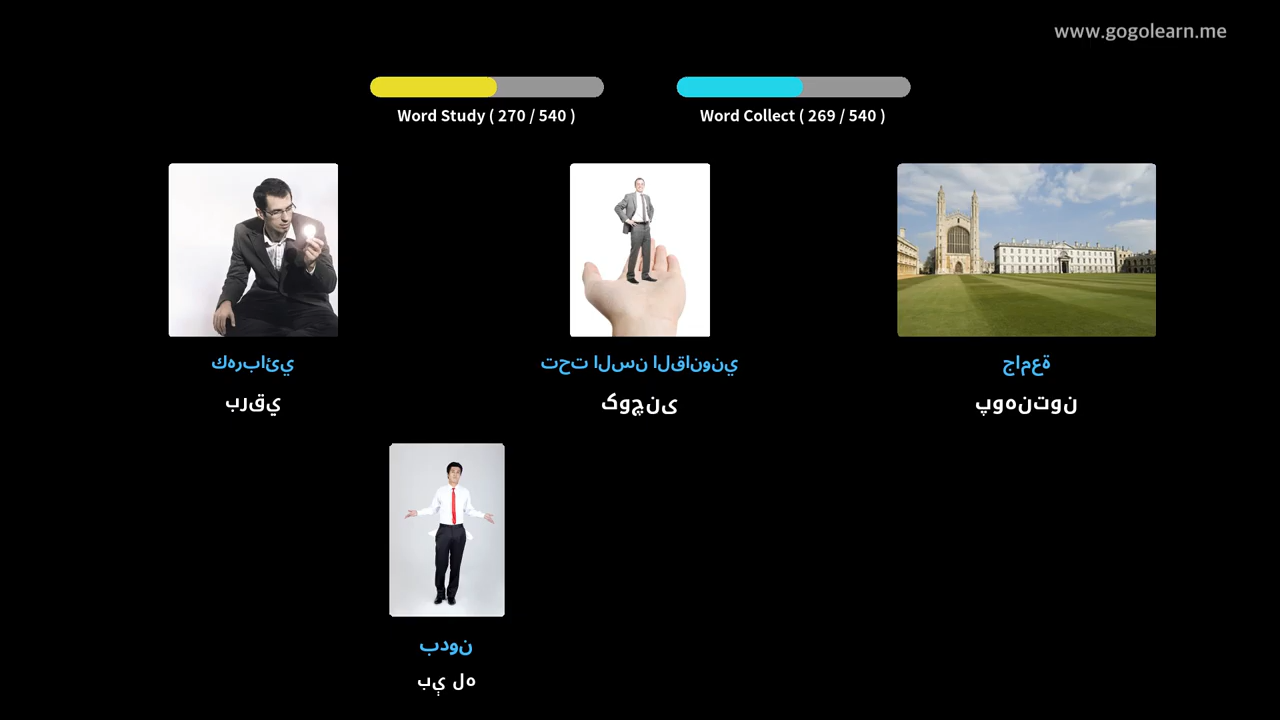 www.gogolearn.me
Word Study ( 270 / 540 )
Word Collect ( 269 / 540 )
كهربائي
برقي
تحت السن القانوني
کوچنی
جامعة
پوهنتون
بدون
بې له